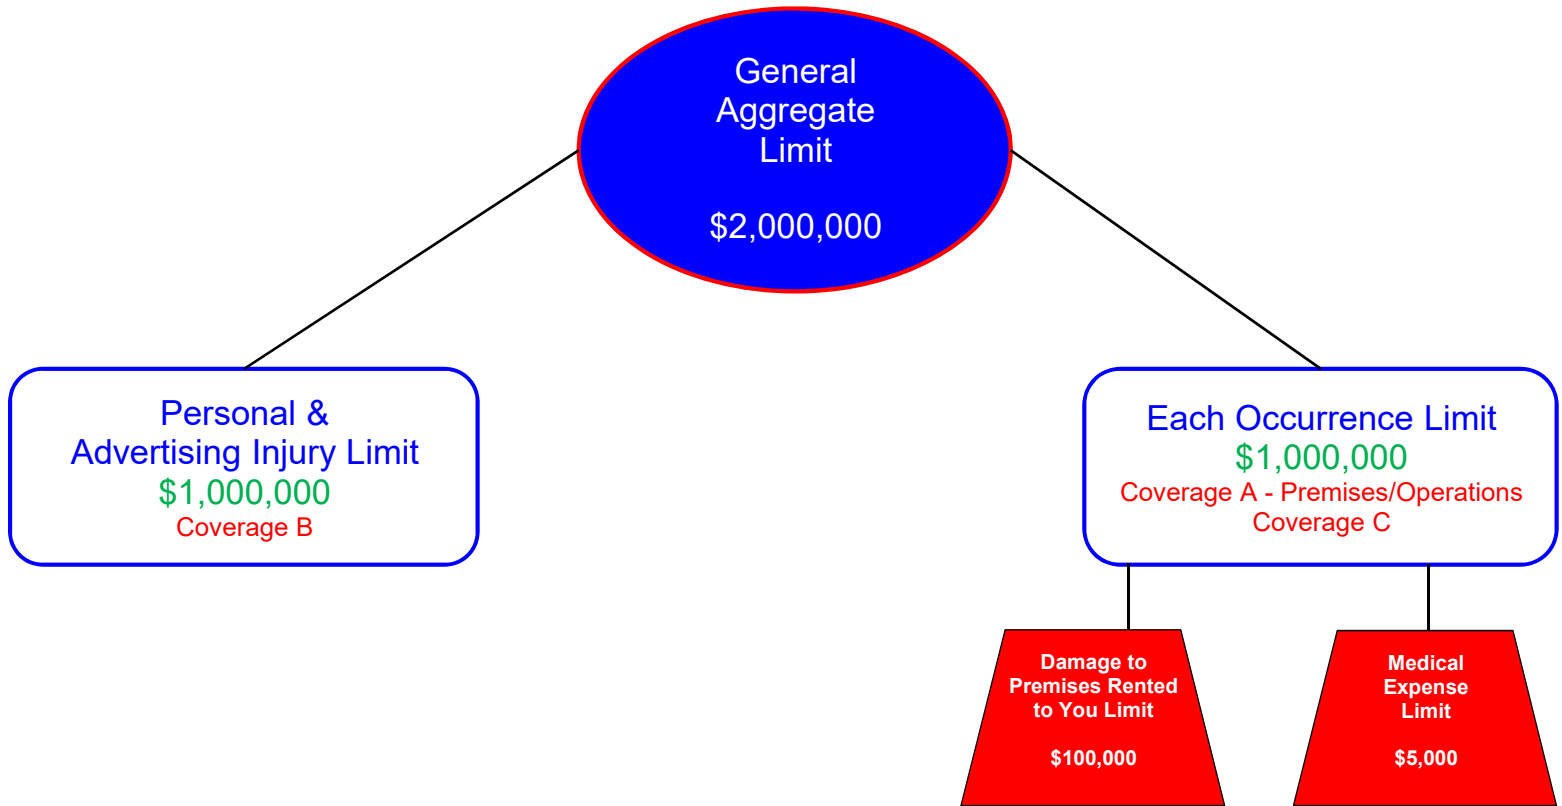 General
Aggregate
Limit
$2,000,000
Personal &
Advertising Injury Limit
$1,000,000
Coverage B
Each Occurrence Limit
$1,000,000
Coverage A - Premises/Operations
Coverage C
Damage to
Premises Rented
to You Limit
$100,000
Medical
Expense
Limit
$5,000